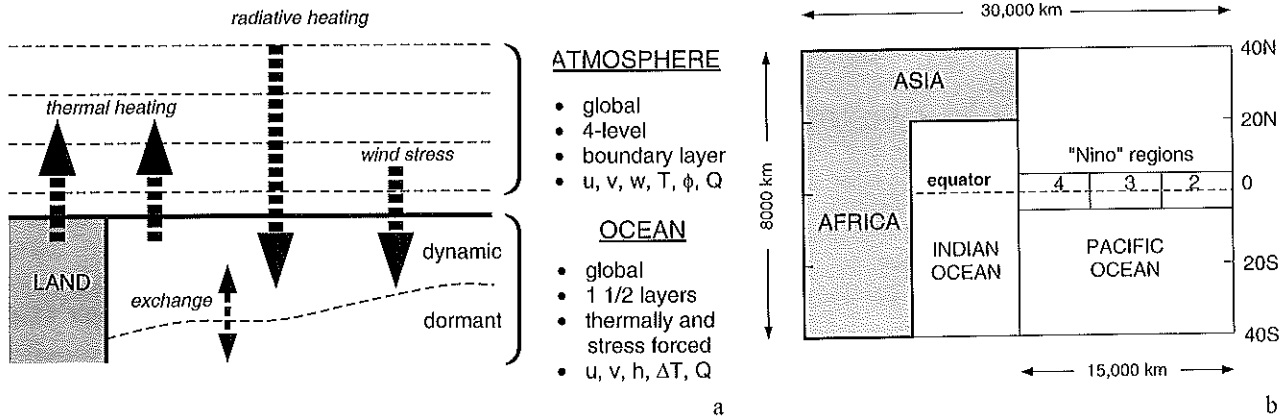 radiative heating
thermal heating
wind stress
LAND
exchange
dynamic
dormant
ATMOSPHERE
• global
• 4-level
• boundary layer
• u, v, w, T, ϕ, Q
OCEAN
• global
• 1 1/2 layers
• thermally and
stress forced
• u, v, h, ΔT, Q
a
30,000 km
8000 km
ASIA
AFRICA
equator
INDIAN
OCEAN
"Nino" regions
4 3 2
PACIFIC
OCEAN
40N
20N
0
20S
40S
15,000 km
b